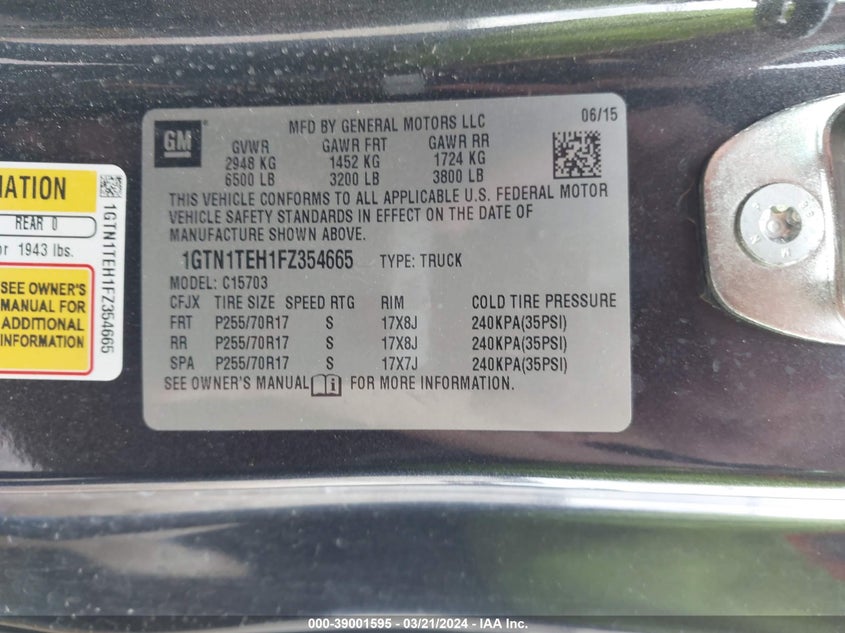 MATION
REAR 0
or 1943 lbs.
SEE OWNER'S
MANUAL FOR
ADDITIONAL
INFORMATION
1GTN1TEH1FZ354665
GM
MFD BY GENERAL MOTORS LLC 06/15
GVWR GAWR FRT GAWR RR
2948 KG 1452 KG 1724 KG
6500 LB 3200 LB 3800 LB
THIS VEHICLE CONFORMS TO ALL APPLICABLE U.S. FEDERAL MOTOR
VEHICLE SAFETY STANDARDS IN EFFECT ON THE DATE OF
MANUFACTURE SHOWN ABOVE.
1GTN1TEH1FZ354665 TYPE: TRUCK
MODEL: C15703
CFJX TIRE SIZE SPEED RTG RIM COLD TIRE PRESSURE
FRT P255/70R17 S 17X8J 240KPA(35PSI)
RR P255/70R17 S 17X8J 240KPA(35PSI)
SPA P255/70R17 S 17X7J 240KPA(35PSI)
SEE OWNER'S MANUAL i FOR MORE INFORMATION.
000-39001595 - 03/21/2024 - IAA Inc.